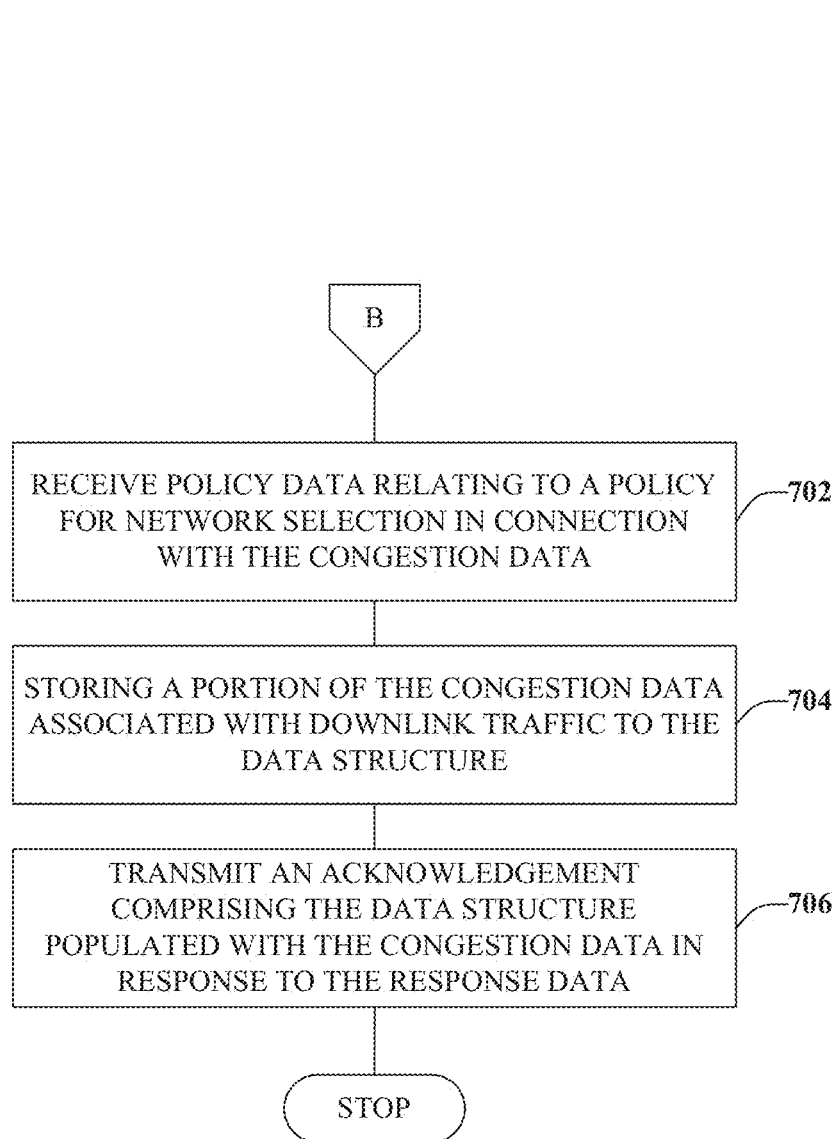 B
RECEIVE POLICY DATA RELATING TO A POLICY
FOR NETWORK SELECTION IN CONNECTION
WITH THE CONGESTION DATA
702
STORING A PORTION OF THE CONGESTION DATA
ASSOCIATED WITH DOWNLINK TRAFFIC TO THE
DATA STRUCTURE
704
TRANSMIT AN ACKNOWLEDGEMENT
COMPRISING THE DATA STRUCTURE
POPULATED WITH THE CONGESTION DATA IN
RESPONSE TO THE RESPONSE DATA
706
STOP